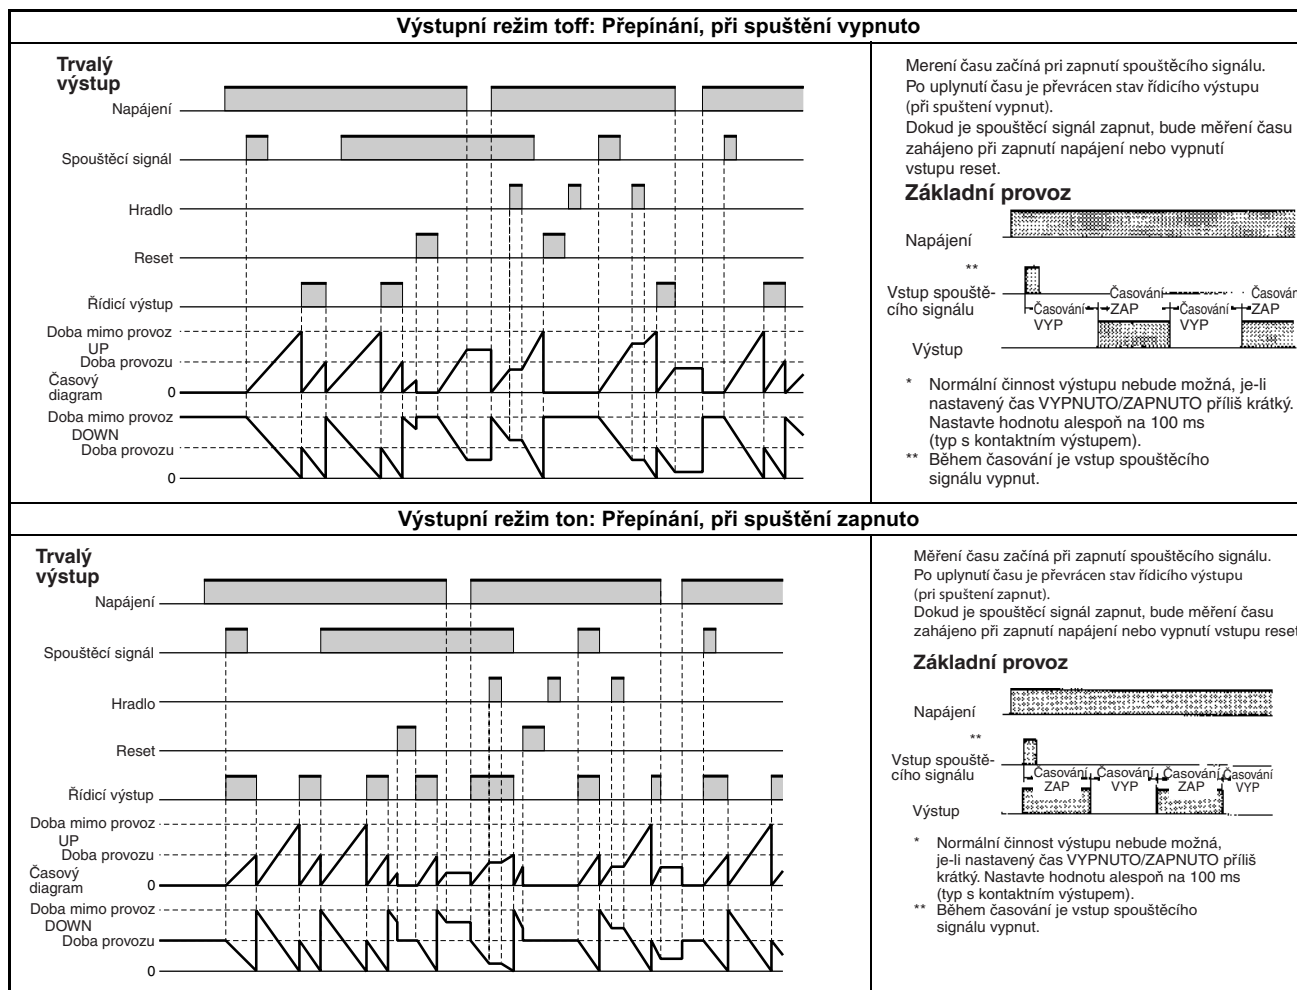 Výstupní režim toff: Přepínání, při spuštění vypnuto
Trvalý
výstup
Napájení
Spouštěcí signál
Hradlo
Reset
Řídicí výstup
Doba mimo provoz
UP
Doba provozu
Časový
diagram
0
Doba mimo provoz
DOWN
Doba provozu
0
Merení času začíná pri zapnutí spouštěcího signálu.
Po uplynutí času je převrácen stav řídicího výstupu
(při spuštení vypnut).
Dokud je spouštěcí signál zapnut, bude měření času
zahájeno při zapnutí napájení nebo vypnutí
vstupu reset.
Základní provoz
Napájení
**
Vstup spouště-
cího signálu
Časování
VYP
Časování
ZAP
Časování
VYP
Časován
ZAP
Výstup
* Normální činnost výstupu nebude možná, je-li
nastavený čas VYPNUTO/ZAPNUTO příliš krátký.
Nastavte hodnotu alespoň na 100 ms
(typ s kontaktním výstupem).
** Během časování je vstup spouštěcího
signálu vypnut.
Výstupní režim ton: Přepínání, při spuštění zapnuto
Trvalý
výstup
Napájení
Spouštěcí signál
Hradlo
Reset
Řídicí výstup
Doba mimo provoz
UP
Doba provozu
Časový
diagram
0
Doba mimo provoz
DOWN
Doba provozu
0
Měření času začíná při zapnutí spouštěcího signálu.
Po uplynutí času je převrácen stav řídicího výstupu
(pri spuštení zapnut).
Dokud je spouštěcí signál zapnut, bude měření času
zahájeno při zapnutí napájení nebo vypnutí vstupu reset
Základní provoz
Napájení
**
Vstup spouště-
cího signálu
Časování
ZAP
Časování
VYP
Časování
ZAP
Časování
VYP
Výstup
* Normální činnost výstupu nebude možná,
je-li nastavený čas VYPNUTO/ZAPNUTO příliš
krátký. Nastavte hodnotu alespoň na 100 ms
(typ s kontaktním výstupem).
** Během časování je vstup spouštěcího
signálu vypnut.